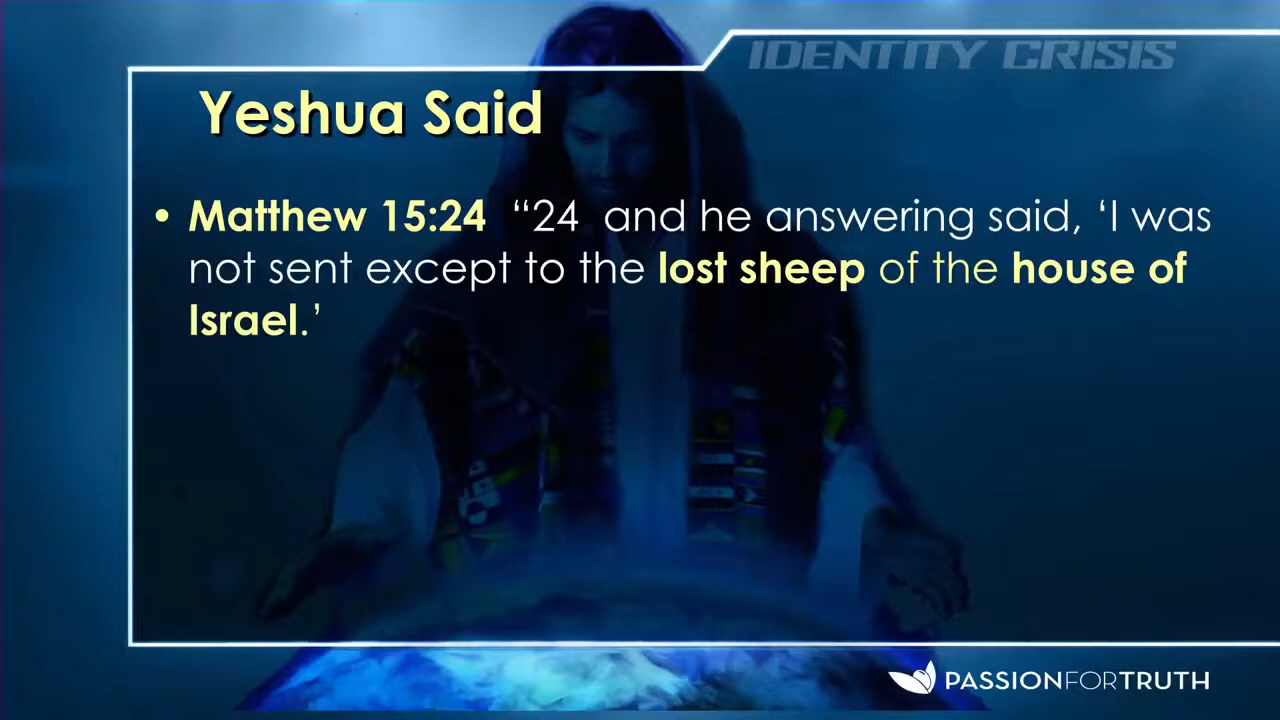 IDENTITY CRISIS
Yeshua Said
• Matthew 15:24 “24 and he answering said, ‘I was
not sent except to the lost sheep of the house of
Israel.’
PASSIONFORTRUTH